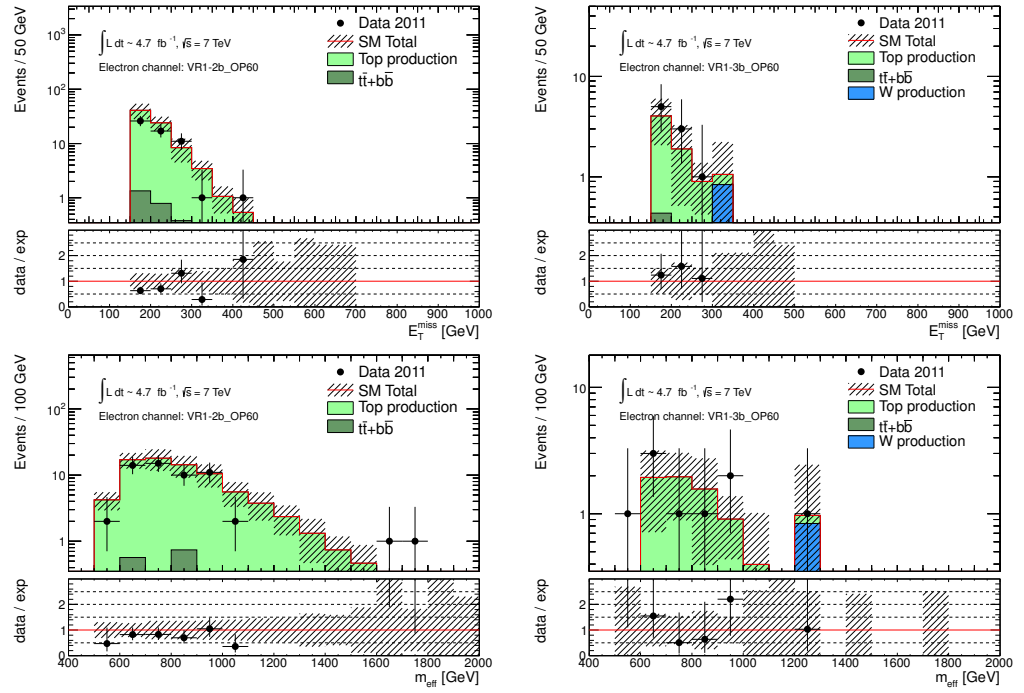 Events / 50 GeV
10³
10²
10
1
∫ L dt ~ 4.7 fb⁻¹, √s = 7 TeV
Electron channel: VR1-2b_OP60
Data 2011
SM Total
Top production
tt̄+bb̄
data / exp
3
2
1
0
0 100 200 300 400 500 600 700 800 900 1000
E_T^miss [GeV]
Events / 50 GeV
10
1
∫ L dt ~ 4.7 fb⁻¹, √s = 7 TeV
Electron channel: VR1-3b_OP60
Data 2011
SM Total
Top production
tt̄+bb̄
W production
data / exp
3
2
1
0
0 100 200 300 400 500 600 700 800 900 1000
E_T^miss [GeV]
Events / 100 GeV
10²
10
1
∫ L dt ~ 4.7 fb⁻¹, √s = 7 TeV
Electron channel: VR1-2b_OP60
Data 2011
SM Total
Top production
tt̄+bb̄
data / exp
3
2
1
0
400 600 800 1000 1200 1400 1600 1800 2000
m_eff [GeV]
Events / 100 GeV
10
1
∫ L dt ~ 4.7 fb⁻¹, √s = 7 TeV
Electron channel: VR1-3b_OP60
Data 2011
SM Total
Top production
tt̄+bb̄
W production
data / exp
3
2
1
0
400 600 800 1000 1200 1400 1600 1800 2000
m_eff [GeV]